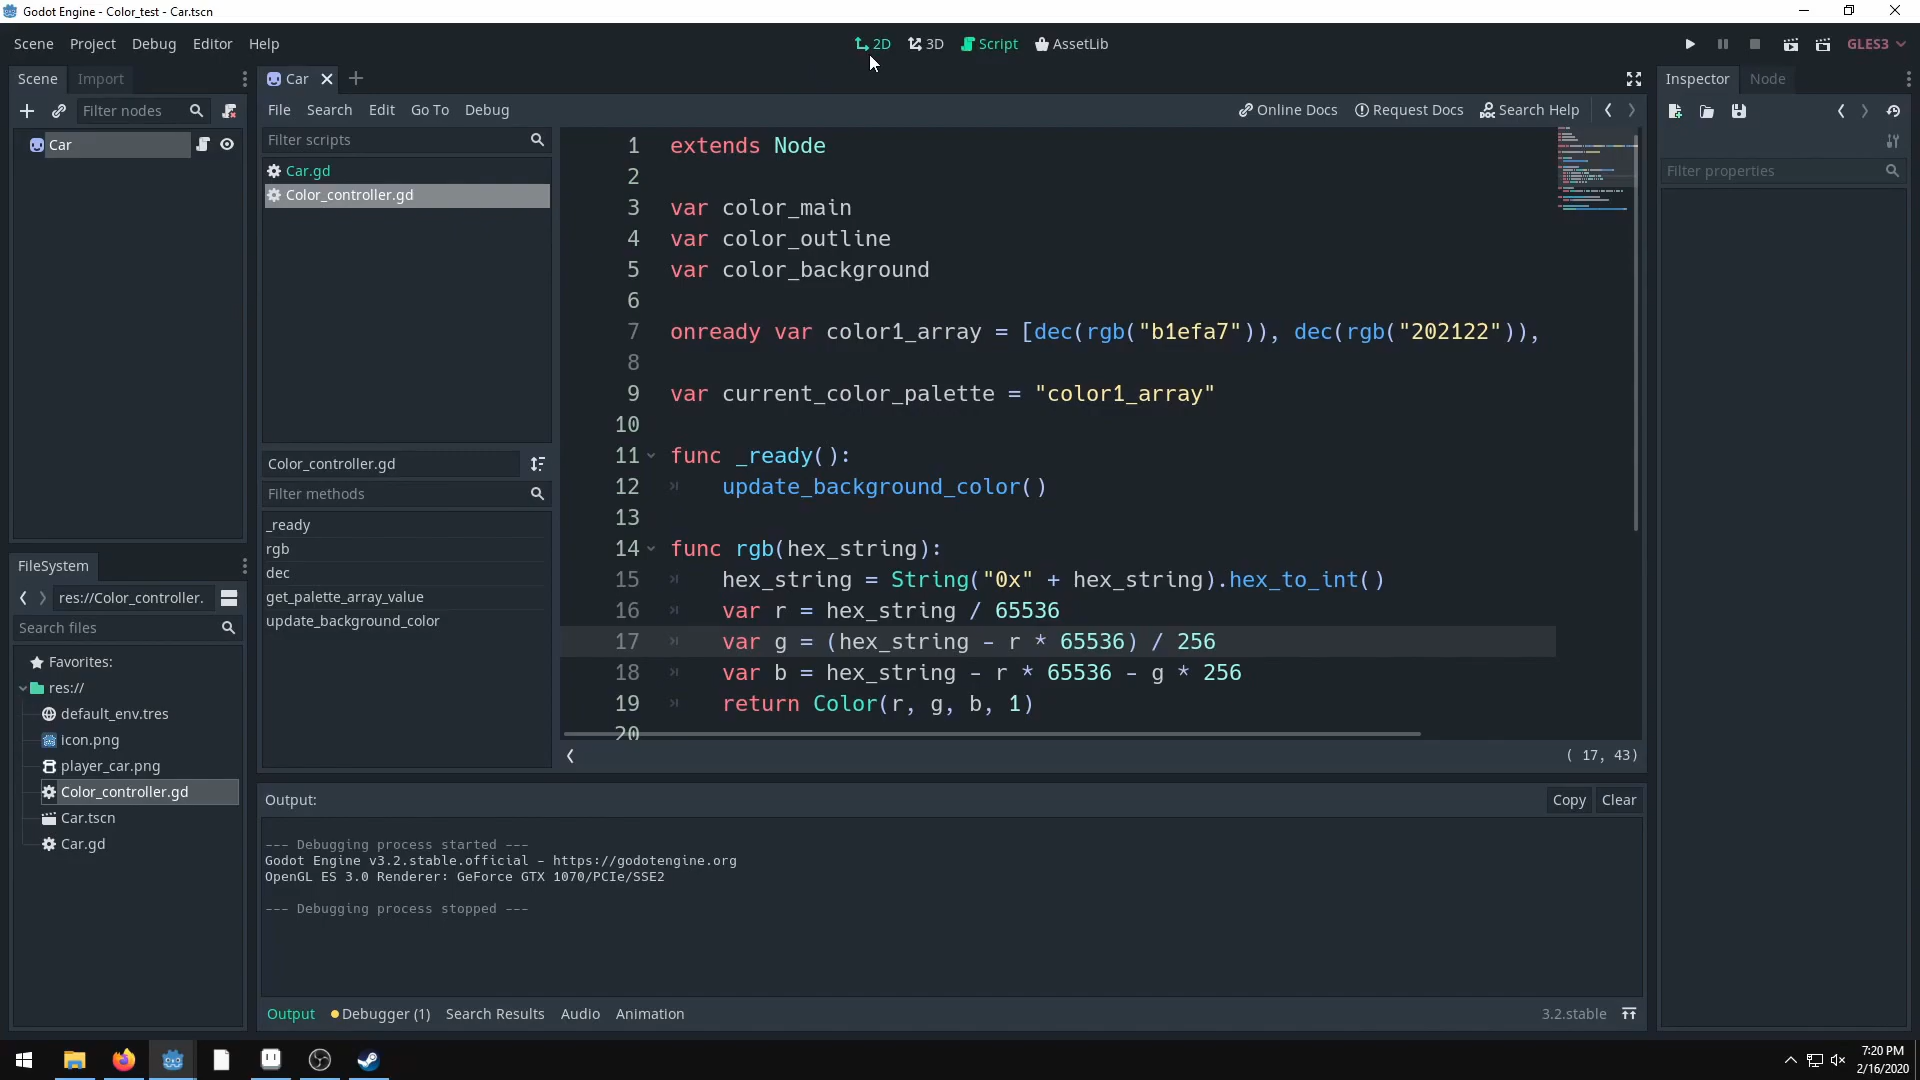 Godot Engine - Color_test - Car.tscn
Scene Project Debug Editor Help
2D 3D Script AssetLib
GLES3
Scene Import
Filter nodes
Car
FileSystem
res://Color_controller.
Search files
Favorites:
res://
default_env.tres
icon.png
player_car.png
Color_controller.gd
Car.tscn
Car.gd
Car
File Search Edit Go To Debug
Online Docs Request Docs Search Help
Filter scripts
Car.gd
Color_controller.gd
Color_controller.gd
Filter methods
_ready
rgb
dec
get_palette_array_value
update_background_color
1 extends Node
2
3 var color_main
4 var color_outline
5 var color_background
6
7 onready var color1_array = [dec(rgb("b1efa7")), dec(rgb("202122")),
8
9 var current_color_palette = "color1_array"
10
11 func _ready():
12 update_background_color()
13
14 func rgb(hex_string):
15 hex_string = String("0x" + hex_string).hex_to_int()
16 var r = hex_string / 65536
17 var g = (hex_string - r * 65536) / 256
18 var b = hex_string - r * 65536 - g * 256
19 return Color(r, g, b, 1)
20
( 17, 43)
Output:
Copy Clear
--- Debugging process started ---
Godot Engine v3.2.stable.official - https://godotengine.org
OpenGL ES 3.0 Renderer: GeForce GTX 1070/PCIe/SSE2
--- Debugging process stopped ---
Output Debugger (1) Search Results Audio Animation
3.2.stable
Inspector Node
Filter properties
7:20 PM
2/16/2020